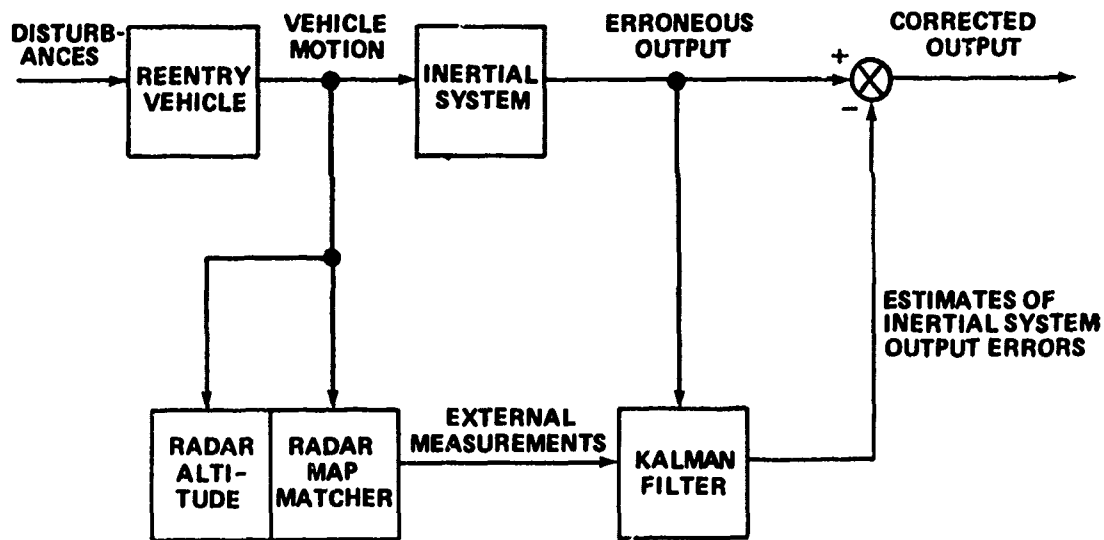 DISTURB-
ANCES
REENTRY
VEHICLE
VEHICLE
MOTION
INERTIAL
SYSTEM
ERRONEOUS
OUTPUT
+
−
CORRECTED
OUTPUT
ESTIMATES OF
INERTIAL SYSTEM
OUTPUT ERRORS
RADAR
ALTI-
TUDE
RADAR
MAP
MATCHER
EXTERNAL
MEASUREMENTS
KALMAN
FILTER